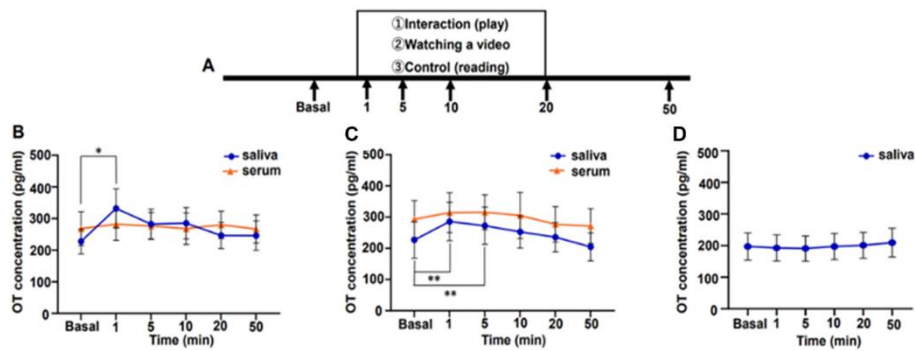 A
①Interaction (play)
②Watching a video
③Control (reading)
Basal 1 5 10 20 50
B
OT concentration (pg/ml)
500
400
300
200
100
0
*
saliva
serum
Basal 1 5 10 20 50
Time (min)
C
OT concentration (pg/ml)
500
400
300
200
100
0
**
**
saliva
serum
Basal 1 5 10 20 50
Time (min)
D
OT concentration (pg/ml)
500
400
300
200
100
0
saliva
Basal 1 5 10 20 50
Time (min)